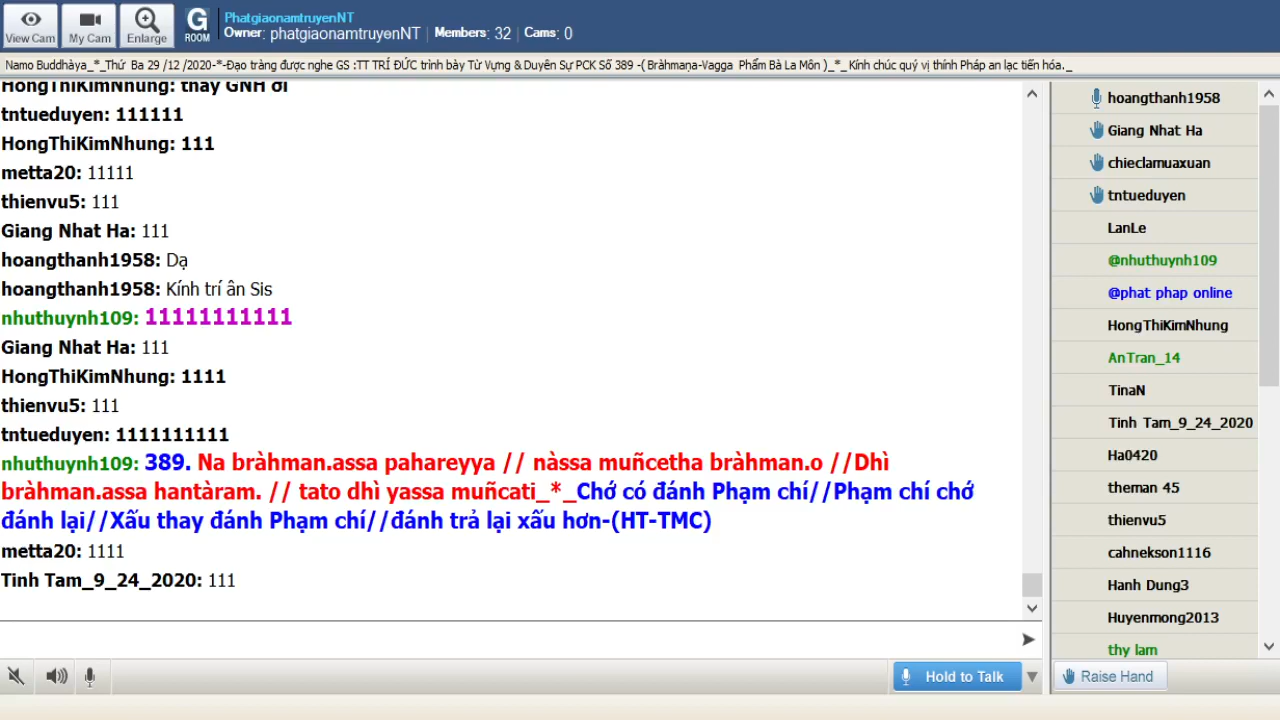 View Cam
My Cam
Enlarge
G
ROOM
PhatgiaonamtruyenNT
Owner: phatgiaonamtruyenNT | Members: 32 | Cams: 0
Namo Buddhàya_*_Thứ Ba 29 /12 /2020-*-Đạo tràng được nghe GS :TT TRÍ ĐỨC trình bày Từ Vựng & Duyên Sự PCK Số 389 -( Bràhmaṇa-Vagga Phẩm Bà La Môn )_*_ Kính chúc quý vị thính Pháp an lạc tiến hóa._
HongThiKimNhung: thầy GNH ơi
tntueduyen: 111111
HongThiKimNhung: 111
metta20: 11111
thienvu5: 111
Giang Nhat Ha: 111
hoangthanh1958: Dạ
hoangthanh1958: Kính trí ân Sis
nhuthuynh109: 11111111111
Giang Nhat Ha: 111
HongThiKimNhung: 1111
thienvu5: 111
tntueduyen: 1111111111
nhuthuynh109: 389. Na bràhman.assa pahareyya // nàssa muñcetha bràhman.o //Dhì
bràhman.assa hantàram. // tato dhì yassa muñcati_*_Chớ có đánh Phạm chí//Phạm chí chớ
đánh lại//Xấu thay đánh Phạm chí//đánh trả lại xấu hơn-(HT-TMC)
metta20: 1111
Tinh Tam_9_24_2020: 111
hoangthanh1958
Giang Nhat Ha
chieclamuaxuan
tntueduyen
LanLe
@nhuthuynh109
@phat phap online
HongThiKimNhung
AnTran_14
TinaN
Tinh Tam_9_24_2020
Ha0420
theman 45
thienvu5
cahnekson1116
Hanh Dung3
Huyenmong2013
thy lam
Hold to Talk
Raise Hand